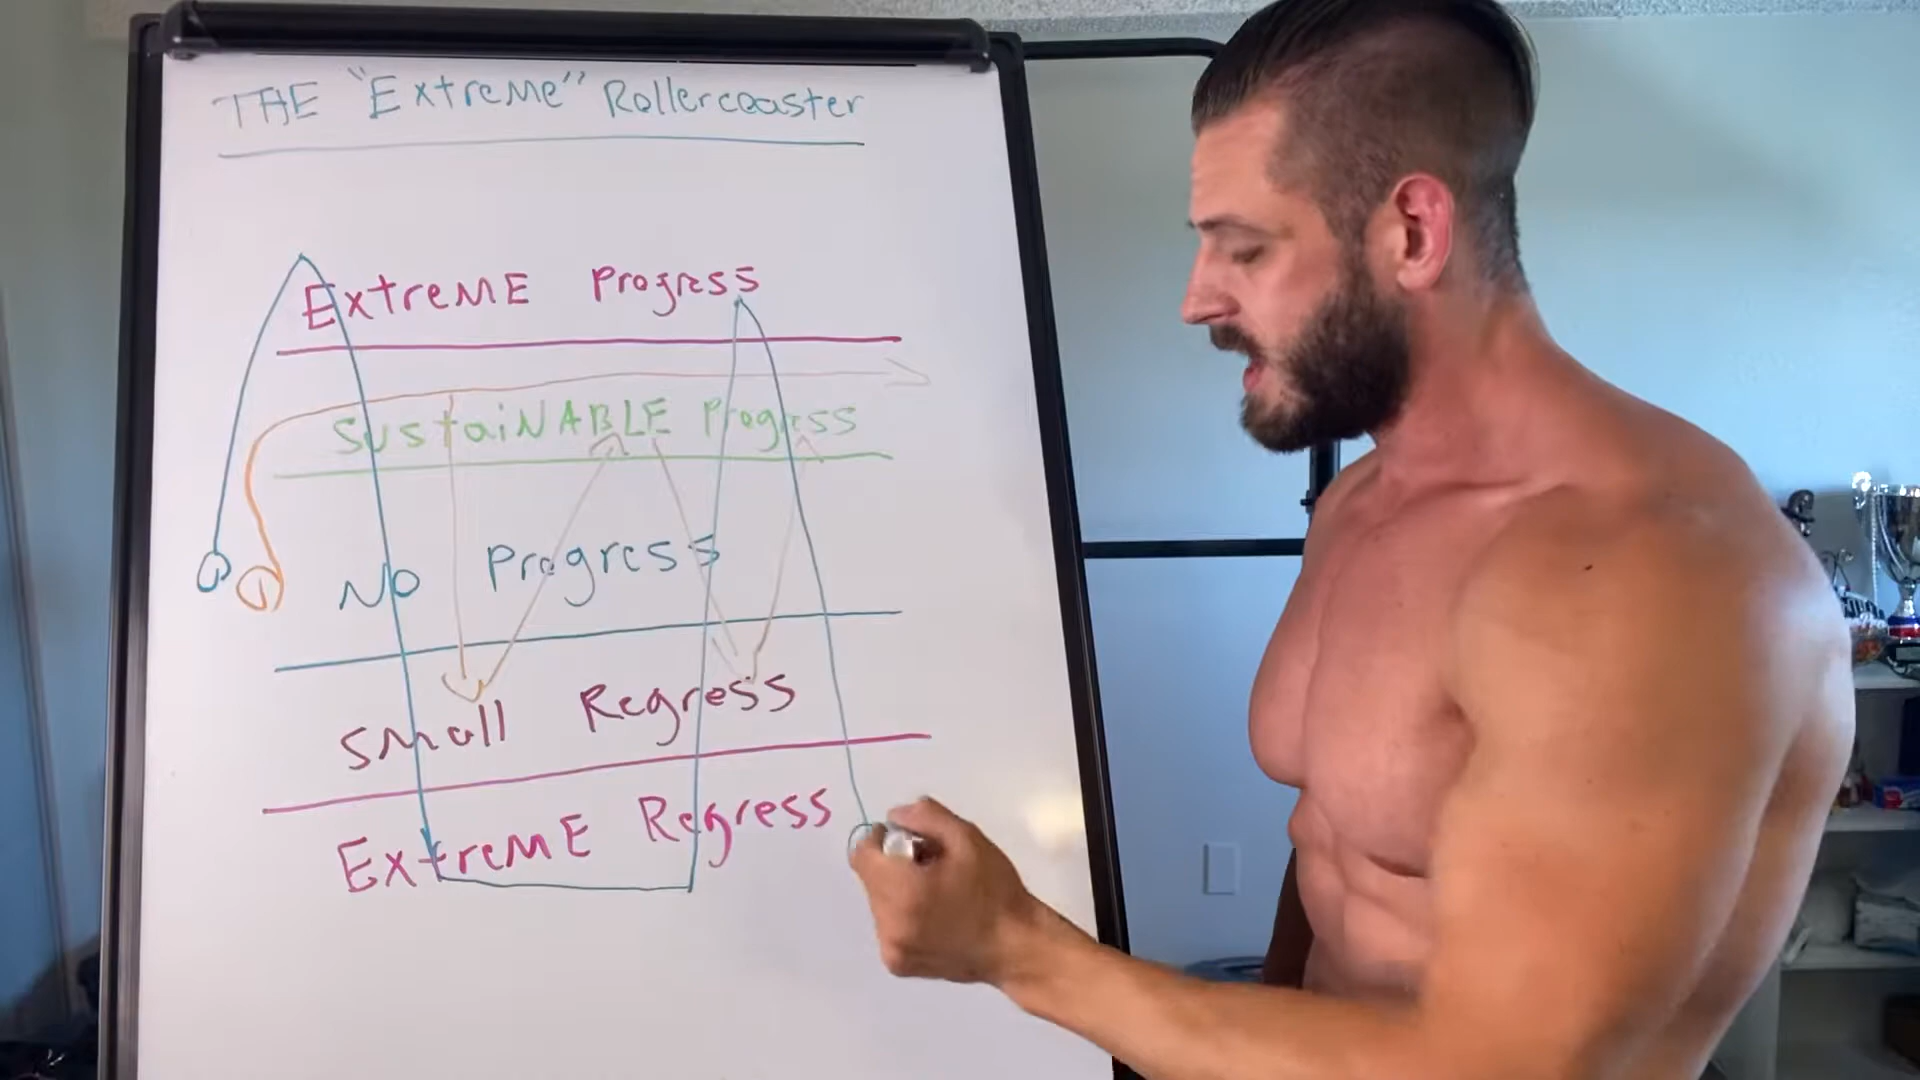 THE "ExtreMe" Rollercoaster
ExtreME Progress
SustaiNABLE Progress
No Progress
Small Regress
ExtreME Regress